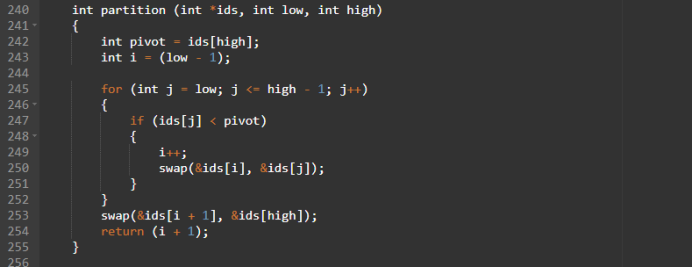 240 int partition (int *ids, int low, int high)
241 {
242 int pivot = ids[high];
243 int i = (low - 1);
244
245 for (int j = low; j <= high - 1; j++)
246 {
247 if (ids[j] < pivot)
248 {
249 i++;
250 swap(&ids[i], &ids[j]);
251 }
252 }
253 swap(&ids[i + 1], &ids[high]);
254 return (i + 1);
255 }
256